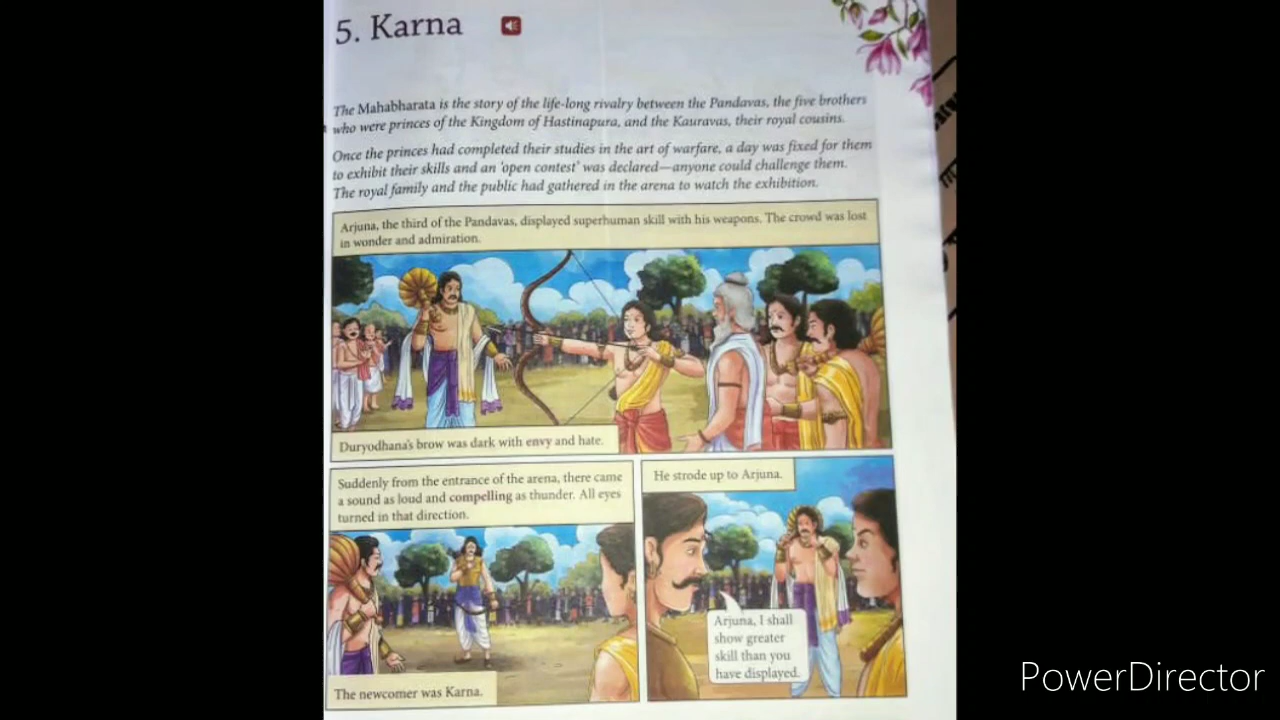 5. Karna
The Mahabharata is the story of the life-long rivalry between the Pandavas, the five brothers
who were princes of the Kingdom of Hastinapura, and the Kauravas, their royal cousins.
Once the princes had completed their studies in the art of warfare, a day was fixed for them
to exhibit their skills and an 'open contest' was declared—anyone could challenge them.
The royal family and the public had gathered in the arena to watch the exhibition.
Arjuna, the third of the Pandavas, displayed superhuman skill with his weapons. The crowd was lost
in wonder and admiration.
Duryodhana's brow was dark with envy and hate.
Suddenly from the entrance of the arena, there came
a sound as loud and compelling as thunder. All eyes
turned in that direction.
The newcomer was Karna.
He strode up to Arjuna.
Arjuna, I shall
show greater
skill than you
have displayed.
PowerDirector